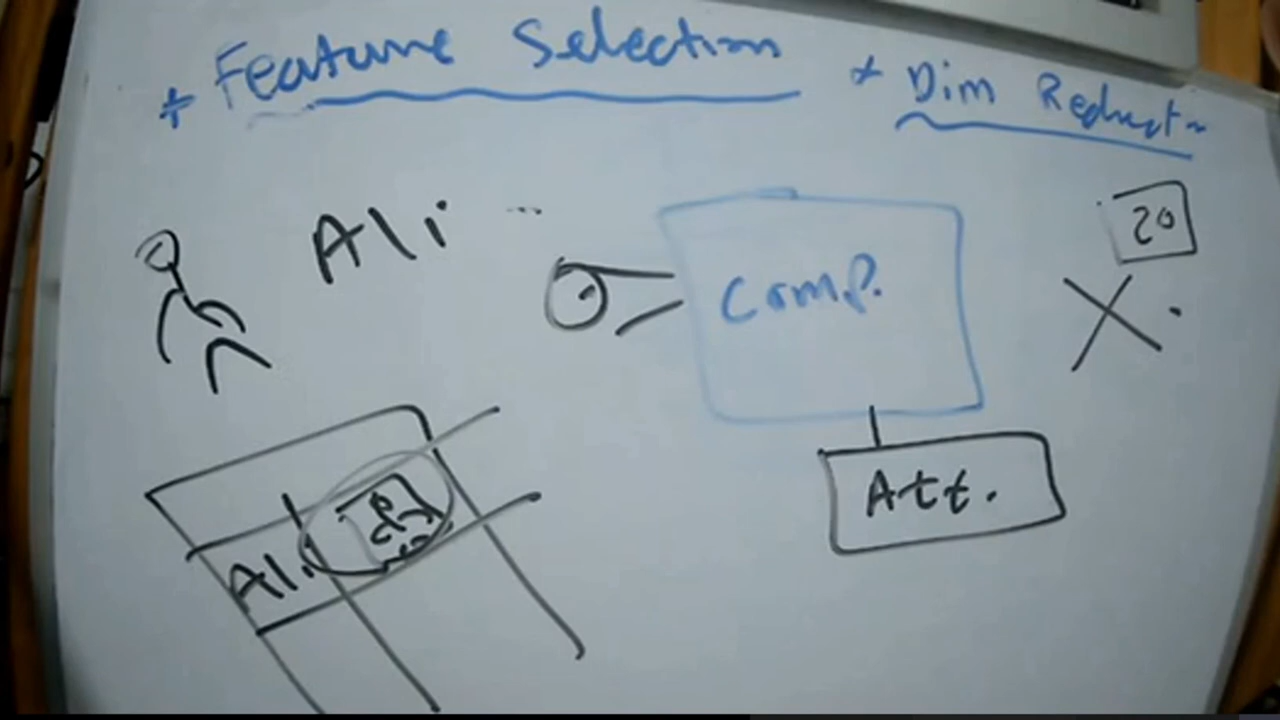 * Feature Selection
* Dim Reduct~
Ali ...
Comp.
20
X.
Att.
Ali